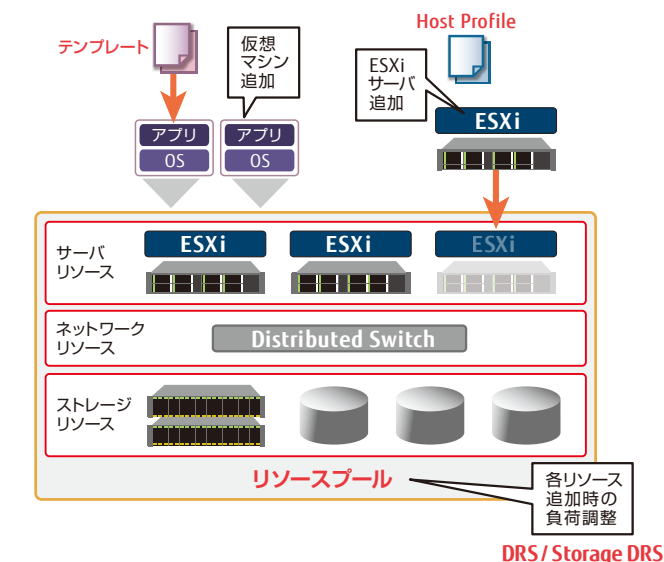 Host Profile
テンプレート
仮想
マシン
追加
ESXi
サーバ
追加
ESXi
アプリ
OS
アプリ
OS
サーバ
リソース
ESXi
ESXi
ESXi
ネットワーク
リソース
Distributed Switch
ストレージ
リソース
リソースプール
各リソース
追加時の
負荷調整
DRS / Storage DRS